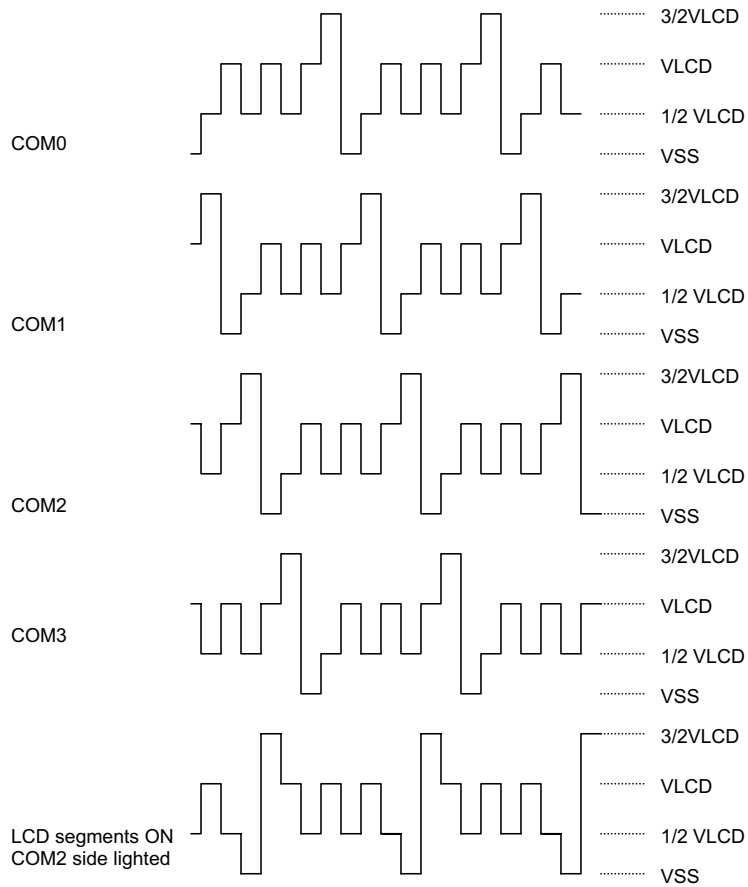 3/2VLCD
VLCD
1/2 VLCD
COM0
VSS
3/2VLCD
VLCD
1/2 VLCD
COM1
VSS
3/2VLCD
VLCD
1/2 VLCD
COM2
VSS
3/2VLCD
VLCD
COM3
1/2 VLCD
VSS
3/2VLCD
VLCD
LCD segments ON
1/2 VLCD
COM2 side lighted
VSS